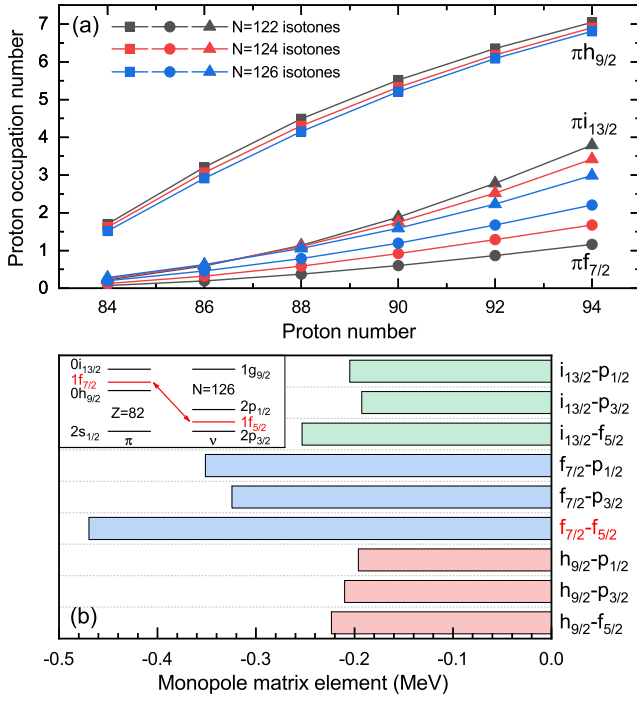 (a)
N=122 isotones
N=124 isotones
N=126 isotones
πh9/2
πi13/2
πf7/2
7
6
5
4
3
2
1
0
Proton occupation number
84 86 88 90 92 94
Proton number
0i13/2
1f7/2
0h9/2
Z=82
2s1/2
π
1g9/2
N=126
2p1/2
1f5/2
2p3/2
ν
i13/2-p1/2
i13/2-p3/2
i13/2-f5/2
f7/2-p1/2
f7/2-p3/2
f7/2-f5/2
h9/2-p1/2
h9/2-p3/2
h9/2-f5/2
(b)
-0.5 -0.4 -0.3 -0.2 -0.1 0.0
Monopole matrix element (MeV)